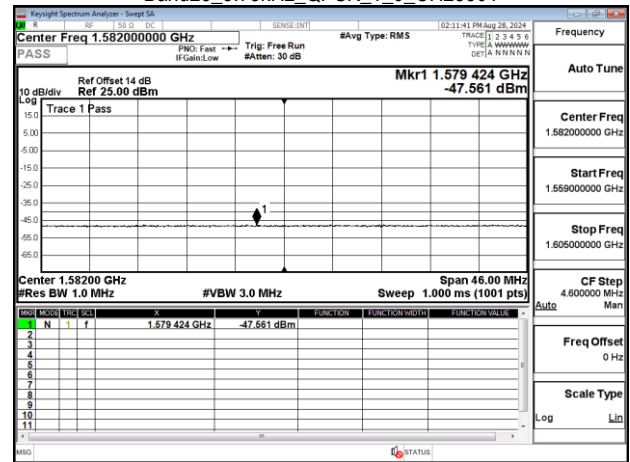 Keysight Spectrum Analyzer - Swept SA
R RF 50 Ω DC SENSE:INT 02:11:41 PM Aug 28, 2024
Center Freq 1.582000000 GHz #Avg Type: RMS TRACE 1 2 3 4 5 6
PASS PNO: Fast Trig: Free Run TYPE A WWWWW
IFGain:Low #Atten: 30 dB DET A N N N N N
Frequency
Auto Tune
Ref Offset 14 dB Mkr1 1.579 424 GHz
10 dB/div Ref 25.00 dBm -47.561 dBm
Log
Trace 1 Pass
15.0
5.00
-5.00
-15.0
-25.0
-35.0
-45.0
-55.0
-65.0
1
Center Freq
1.582000000 GHz
Start Freq
1.559000000 GHz
Stop Freq
1.605000000 GHz
Center 1.58200 GHz Span 46.00 MHz
#Res BW 1.0 MHz #VBW 3.0 MHz Sweep 1.000 ms (1001 pts)
CF Step
4.600000 MHz
Auto Man
MKR MODE TRC SCL X Y FUNCTION FUNCTION WIDTH FUNCTION VALUE
1 N 1 f 1.579 424 GHz -47.561 dBm
2
3
4
5
6
7
8
9
10
11
Freq Offset
0 Hz
Scale Type
Log Lin
MSG STATUS